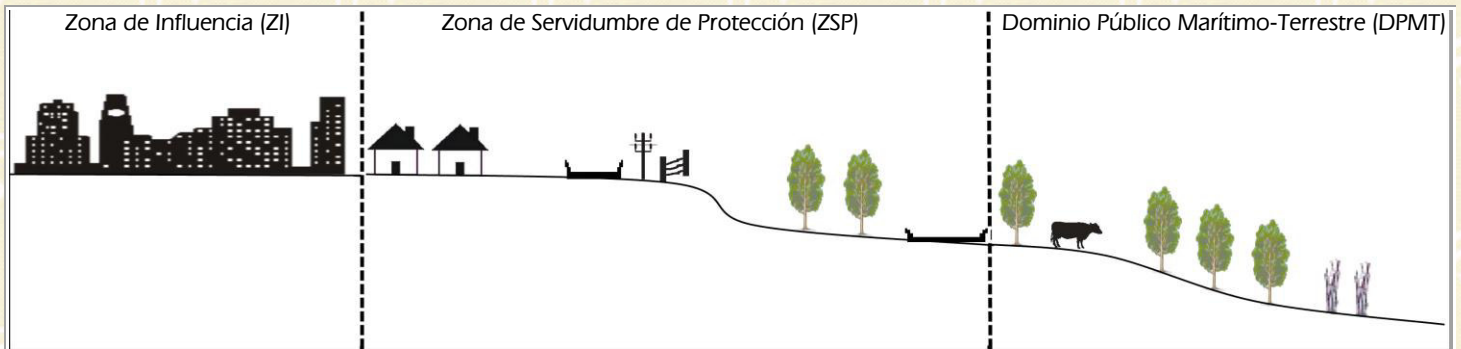 Zona de Influencia (ZI)
Zona de Servidumbre de Protección (ZSP)
Dominio Público Marítimo-Terrestre (DPMT)